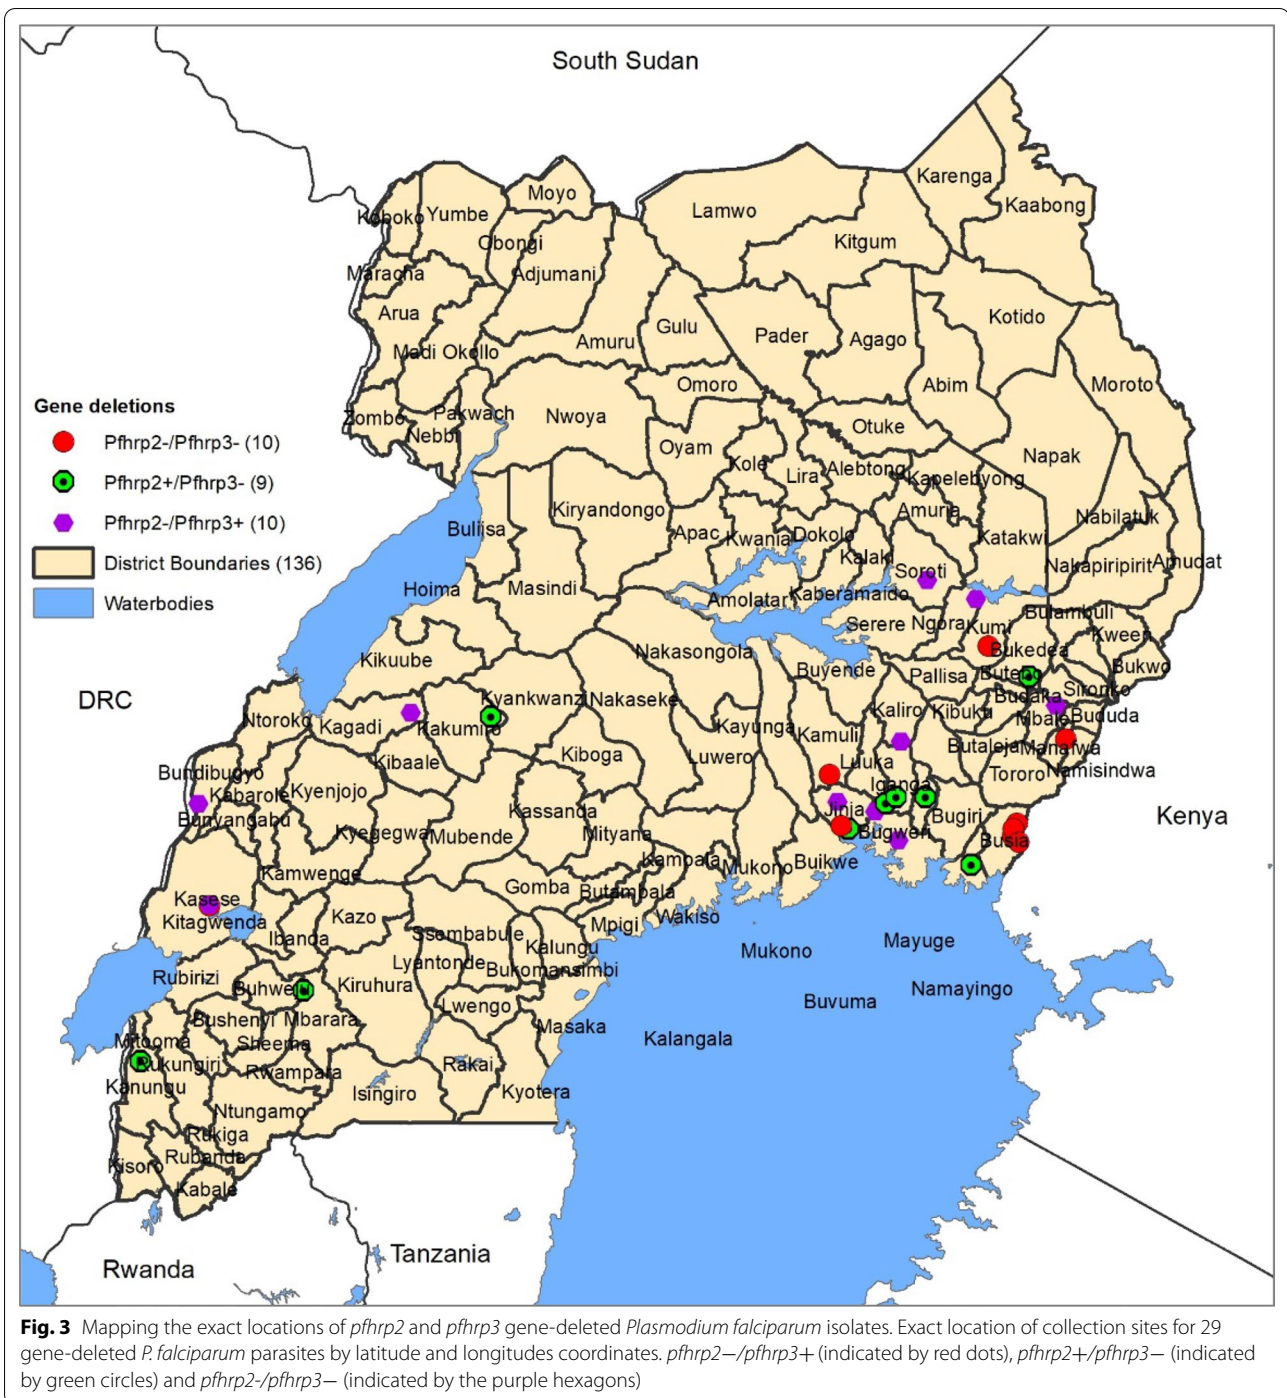 South Sudan
Karenga
Kaabong
Moyo
Koboko Yumbe
Lamwo
Obongi
Kitgum
Maracha
Adjumani
Arua
Gulu
Kotido
Pader
Agago
Amuru
Madi Okollo
Omoro
Abim
Moroto
Gene deletions
Zombo
Pakwach
Nwoya
Nebbi
Otuke
Pfhrp2-/Pfhrp3- (10)
Oyam
Napak
Kole
Lira
Alebtong
Kapelebyong
Pfhrp2+/Pfhrp3- (9)
Kiryandongo
Amuria
Nabilatuk
Pfhrp2-/Pfhrp3+ (10)
Bulisa
Apac
Kwania
Dokolo
Katakwi
Kalaki
District Boundaries (136)
Nakapiripirit
Amudat
Soroti
Hoima
Masindi
Waterbodies
Amolatar
Kaberamaido
Bulambuli
Serere
Ngora
Kumi
Kween
Nakasongola
Bukedea
Kikuube
Buyende
Pallisa
Butebo
Bukwo
DRC
Kyankwanzi
Nakaseke
Budaka
Sironko
Ntoroko
Kagadi
Kakumiro
Kayunga
Kaliro
Kibuku
Mbale
Bududa
Kamuli
Kiboga
Luwero
Butaleja
Manafwa
Kibaale
Luuka
Bundibugyo
Tororo
Namisindwa
Kabarole
Kyenjojo
Iganga
Kassanda
Jinja
Bugiri
Kenya
Bunyangabu
Kyegegwa
Mubende
Mityana
Bugweri
Busia
Kampala
Mukono
Buikwe
Kamwenge
Gomba
Butambala
Kasese
Kitagwenda
Kazo
Mpigi
Wakiso
Ibanda
Ssembabule
Kalungu
Mukono
Mayuge
Lyantonde
Bukomansimbi
Rubirizi
Buhweju
Kiruhura
Buvuma
Namayingo
Lwengo
Bushenyi
Mbarara
Masaka
Kalangala
Mitooma
Sheema
Rukungiri
Rwampara
Rakai
Kanungu
Isingiro
Kyotera
Ntungamo
Rukiga
Kisoro
Rubanda
Kabale
Tanzania
Rwanda
Fig. 3 Mapping the exact locations of pfhrp2 and pfhrp3 gene-deleted Plasmodium falciparum isolates. Exact location of collection sites for 29
gene-deleted P. falciparum parasites by latitude and longitudes coordinates. pfhrp2−/pfhrp3+ (indicated by red dots), pfhrp2+/pfhrp3− (indicated
by green circles) and pfhrp2-/pfhrp3− (indicated by the purple hexagons)